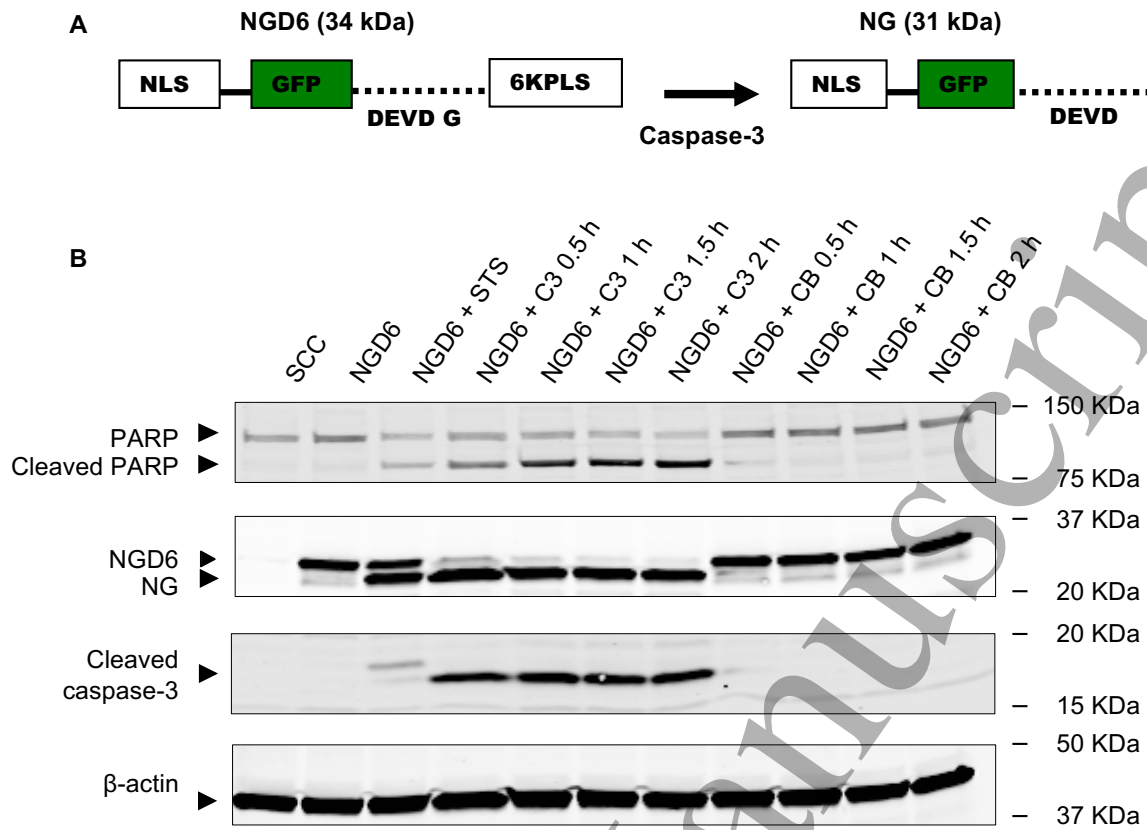 A
NGD6 (34 kDa)
NG (31 kDa)
NLS
GFP
6KPLS
NLS
GFP
DEVD G
Caspase-3
DEVD
B
SCC
NGD6
NGD6 + STS
NGD6 + C3 0.5 h
NGD6 + C3 1 h
NGD6 + C3 1.5 h
NGD6 + C3 2 h
NGD6 + CB 0.5 h
NGD6 + CB 1 h
NGD6 + CB 1.5 h
NGD6 + CB 2 h
PARP
Cleaved PARP
150 KDa
75 KDa
NGD6
NG
37 KDa
20 KDa
Cleaved
caspase-3
20 KDa
15 KDa
β-actin
50 KDa
37 KDa
anuscrip